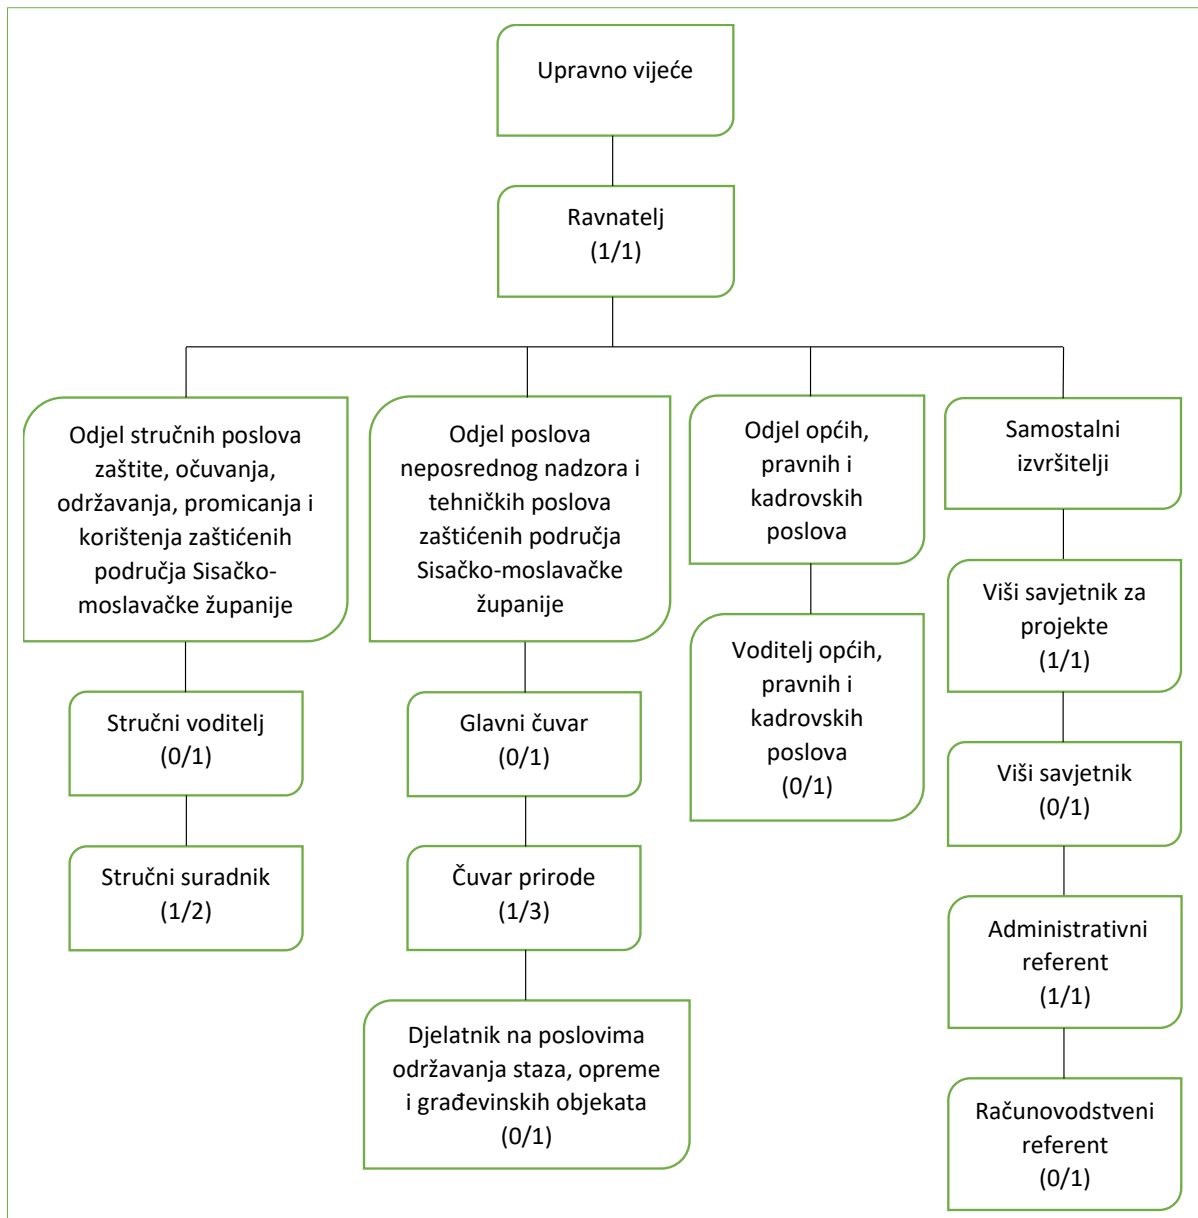 Upravno vijeće
Ravnatelj
(1/1)
Odjel stručnih poslova
zaštite, očuvanja,
održavanja, promicanja i
korištenja zaštićenih
područja Sisačko-
moslavačke županije
Stručni voditelj
(0/1)
Stručni suradnik
(1/2)
Odjel poslova
neposrednog nadzora i
tehničkih poslova
zaštićenih područja
Sisačko-moslavačke
županije
Glavni čuvar
(0/1)
Čuvar prirode
(1/3)
Djelatnik na poslovima
održavanja staza, opreme
i građevinskih objekata
(0/1)
Odjel općih,
pravnih i
kadrovskih
poslova
Voditelj općih,
pravnih i
kadrovskih
poslova
(0/1)
Samostalni
izvršitelji
Viši savjetnik za
projekte
(1/1)
Viši savjetnik
(0/1)
Administrativni
referent
(1/1)
Računovodstveni
referent
(0/1)